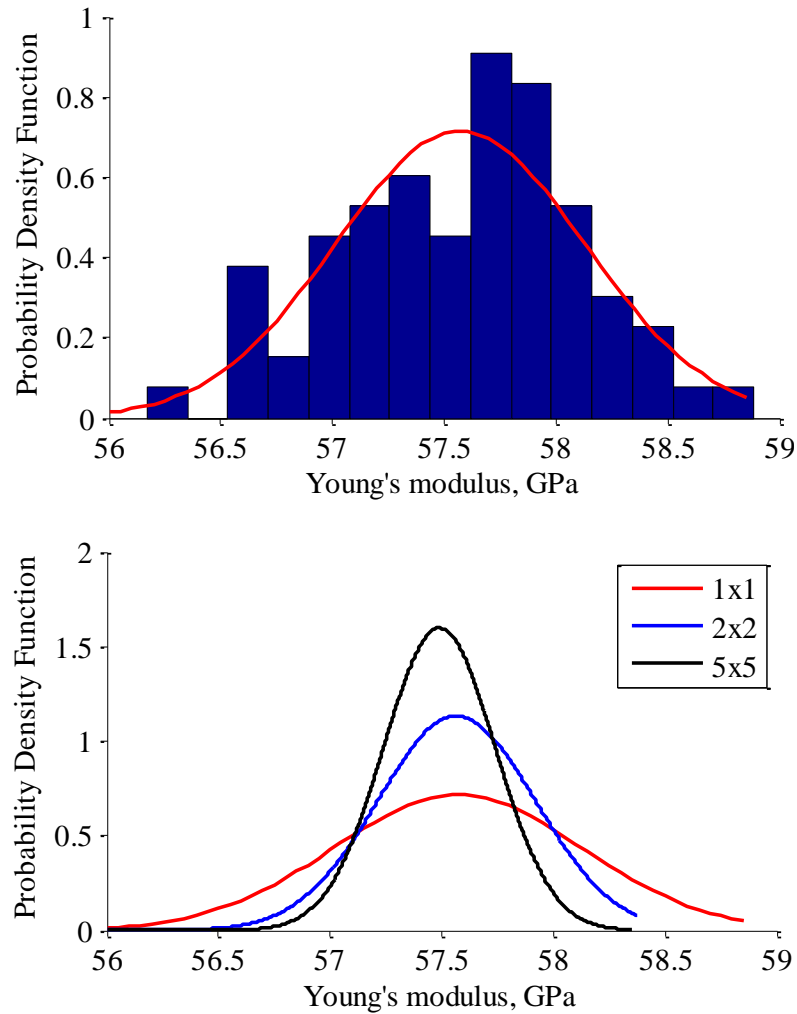 Probability Density Function
1
0.8
0.6
0.4
0.2
0
56 56.5 57 57.5 58 58.5 59
Young's modulus, GPa
Probability Density Function
2
1.5
1
0.5
0
1x1
2x2
5x5
56 56.5 57 57.5 58 58.5 59
Young's modulus, GPa